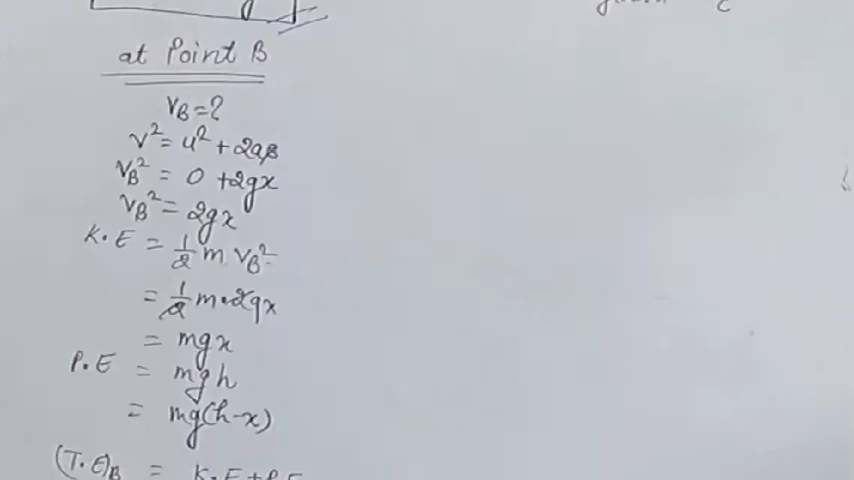 at Point B
VB = ?
v² = u² + 2as
VB² = 0 + 2gx
VB² = 2gx
K.E = 1/2 m VB²
= 1/2 m × 2gx
= mgx
P.E = mgh
= mg(h-x)
(T.E)B = K.E + P.E